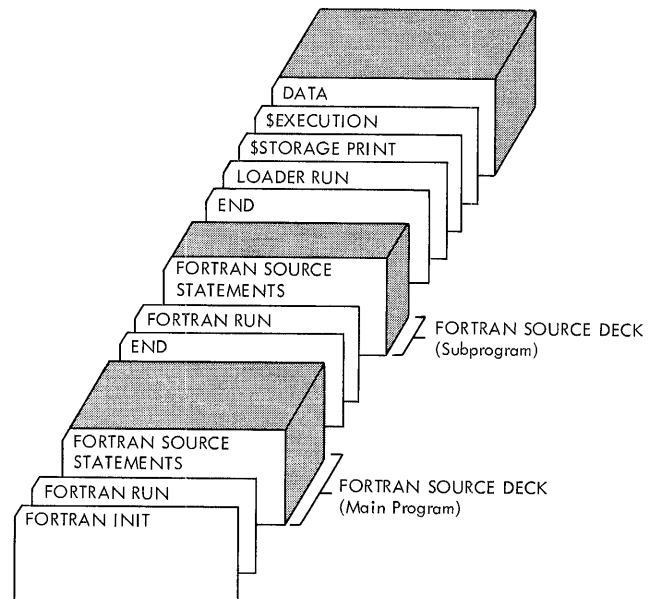 DATA
$EXECUTION
$STORAGE PRINT
LOADER RUN
END
FORTRAN SOURCE
STATEMENTS
FORTRAN RUN
FORTRAN SOURCE DECK
(Subprogram)
END
FORTRAN SOURCE
STATEMENTS
FORTRAN RUN
FORTRAN SOURCE DECK
(Main Program)
FORTRAN INIT